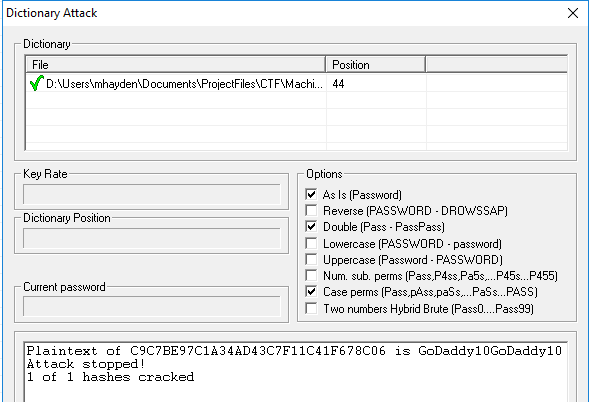 Dictionary Attack
Dictionary
File Position
D:\Users\mhayden\Documents\ProjectFiles\CTF\Machi... 44
Key Rate
Options
As Is (Password)
Reverse (PASSWORD - DROWSSAP)
Dictionary Position
Double (Pass - PassPass)
Lowercase (PASSWORD - password)
Uppercase (Password - PASSWORD)
Num. sub. perms (Pass,P4ss,Pa5s,...P45s...P455)
Current password
Case perms (Pass,pAss,paSs,...PaSs...PASS)
Two numbers Hybrid Brute (Pass0....Pass99)
Plaintext of C9C7BE97C1A34AD43C7F11C41F678C06 is GoDaddy10GoDaddy10
Attack stopped!
1 of 1 hashes cracked